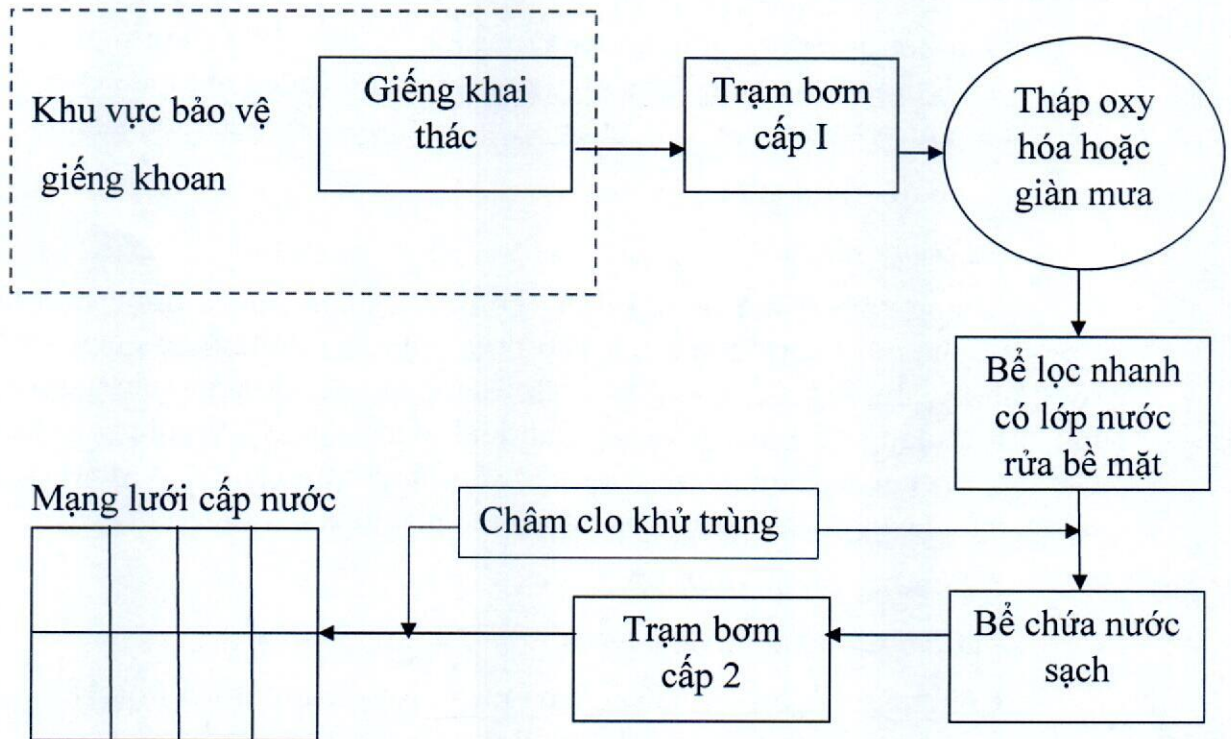 Khu vực bảo vệ
giếng khoan
Giếng khai
thác
Trạm bơm
cấp I
Tháp oxy
hóa hoặc
giàn mưa
Bể lọc nhanh
có lớp nước
rửa bề mặt
Mạng lưới cấp nước
Châm clo khử trùng
Trạm bơm
cấp 2
Bể chứa nước
sạch